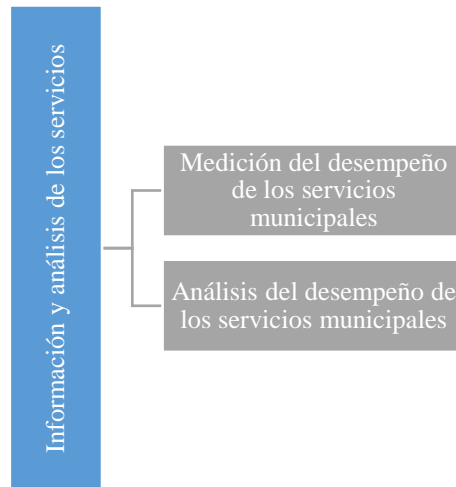 Información y análisis de los servicios
Medición del desempeño
de los servicios
municipales
Análisis del desempeño de
los servicios municipales